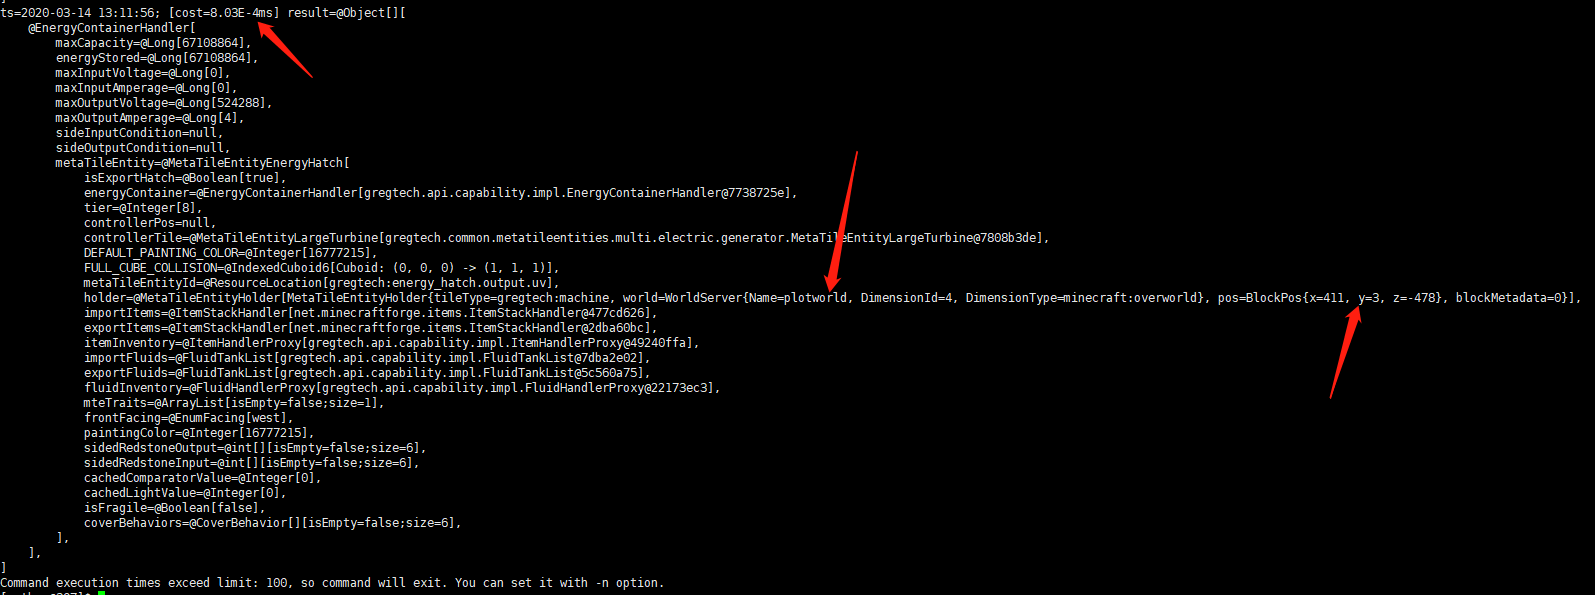 ]
ts=2020-03-14 13:11:56; [cost=8.03E-4ms] result=@Object[][
@EnergyContainerHandler[
maxCapacity=@Long[67108864],
energyStored=@Long[67108864],
maxInputVoltage=@Long[0],
maxInputAmperage=@Long[0],
maxOutputVoltage=@Long[524288],
maxOutputAmperage=@Long[4],
sideInputCondition=null,
sideOutputCondition=null,
metaTileEntity=@MetaTileEntityEnergyHatch[
isExportHatch=@Boolean[true],
energyContainer=@EnergyContainerHandler[gregtech.api.capability.impl.EnergyContainerHandler@7738725e],
tier=@Integer[8],
controllerPos=null,
controllerTile=@MetaTileEntityLargeTurbine[gregtech.common.metatileentities.multi.electric.generator.MetaTileEntityLargeTurbine@7808b3de],
DEFAULT_PAINTING_COLOR=@Integer[16777215],
FULL_CUBE_COLLISION=@IndexedCuboid6[Cuboid: (0, 0, 0) -> (1, 1, 1)],
metaTileEntityId=@ResourceLocation[gregtech:energy_hatch.output.uv],
holder=@MetaTileEntityHolder[MetaTileEntityHolder{tileType=gregtech:machine, world=WorldServer{Name=plotworld, DimensionId=4, DimensionType=minecraft:overworld}, pos=BlockPos{x=411, y=3, z=-478}, blockMetadata=0}],
importItems=@ItemStackHandler[net.minecraftforge.items.ItemStackHandler@477cd626],
exportItems=@ItemStackHandler[net.minecraftforge.items.ItemStackHandler@2dba60bc],
itemInventory=@ItemHandlerProxy[gregtech.api.capability.impl.ItemHandlerProxy@49240ffa],
importFluids=@FluidTankList[gregtech.api.capability.impl.FluidTankList@7dba2e02],
exportFluids=@FluidTankList[gregtech.api.capability.impl.FluidTankList@5c560a75],
fluidInventory=@FluidHandlerProxy[gregtech.api.capability.impl.FluidHandlerProxy@22173ec3],
mteTraits=@ArrayList[isEmpty=false;size=1],
frontFacing=@EnumFacing[west],
paintingColor=@Integer[16777215],
sidedRedstoneOutput=@int[][isEmpty=false;size=6],
sidedRedstoneInput=@int[][isEmpty=false;size=6],
cachedComparatorValue=@Integer[0],
cachedLightValue=@Integer[0],
isFragile=@Boolean[false],
coverBehaviors=@CoverBehavior[][isEmpty=false;size=6],
],
],
]
Command execution times exceed limit: 100, so command will exit. You can set it with -n option.